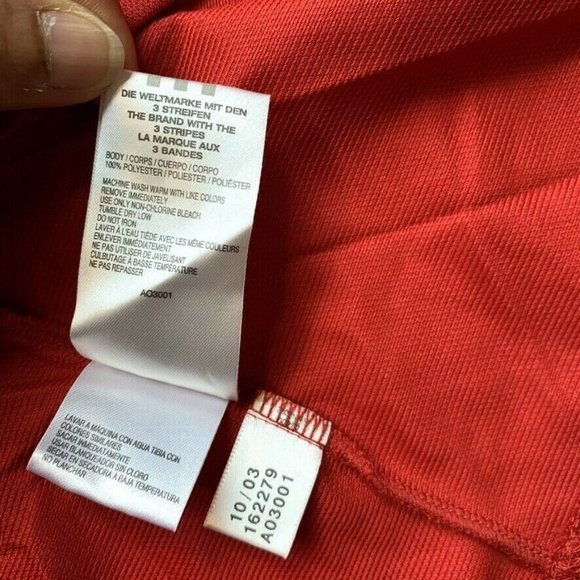 DIE WELTMARKE MIT DEN
3 STREIFEN
THE BRAND WITH THE
3 STRIPES
LA MARQUE AUX
3 BANDES
BODY / CORPS / CUERPO / CORPO
100% POLYESTER / POLIESTER / POLIÉSTER
MACHINE WASH WARM WITH LIKE COLORS
REMOVE IMMEDIATELY
USE ONLY NON-CHLORINE BLEACH
TUMBLE DRY LOW
DO NOT IRON
LAVER À L'EAU TIÈDE AVEC LES MÊME COULEURS
ENLEVER IMMÉDIATEMENT
NE PAS UTILISER DE JAVELISANT
CULBUTAGE À BASSE TEMPÉRATURE
NE PAS REPASSER
AO3001
LAVAR A MAQUINA CON AGUA TIBIA CON
COLORES SIMILARES
SACAR IMMEDIATAMENTE
USAR BLANQUEADOR SIN CLORO
SECAR EN SECADORA A BAJA TEMPERATURA
NO PLANCHAR
10/03
162279
AO3001